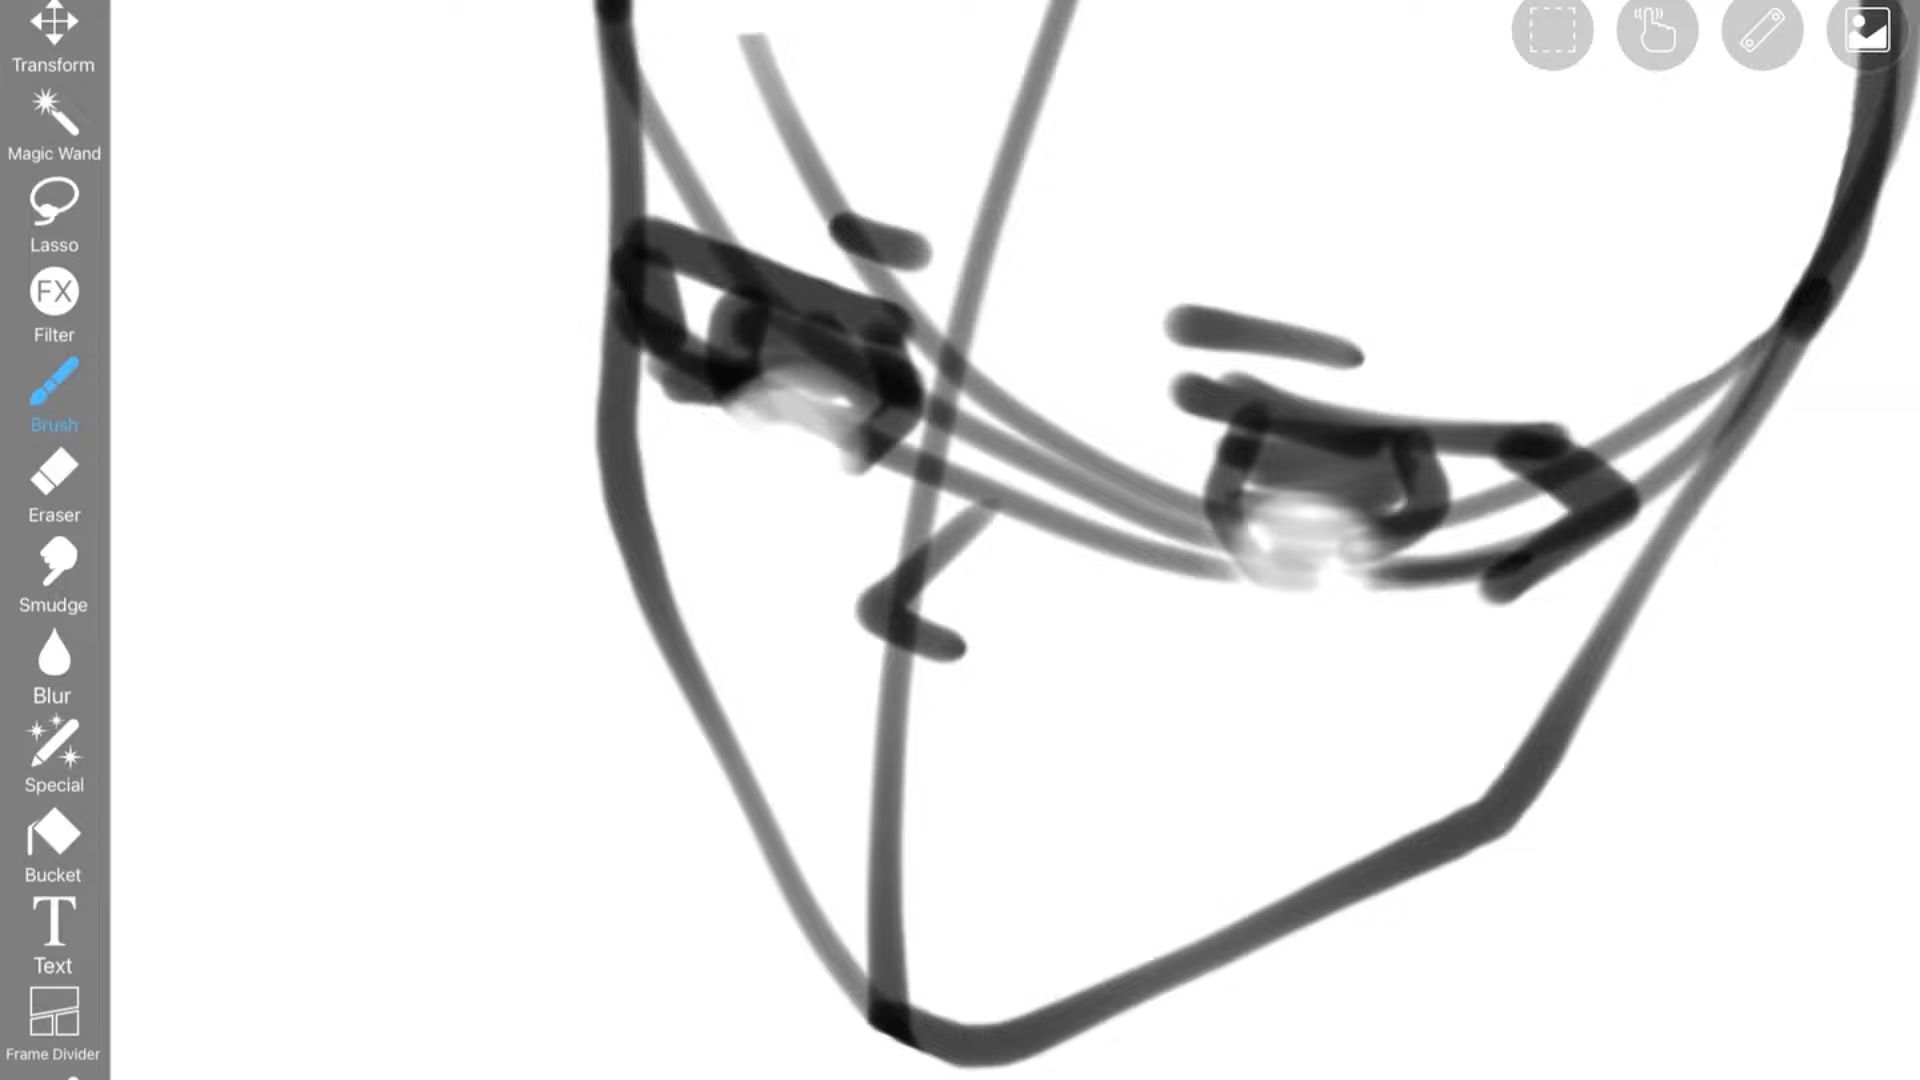 Transform
Magic Wand
Lasso
FX
Filter
Brush
Eraser
Smudge
Blur
Special
Bucket
T
Text
Frame Divider